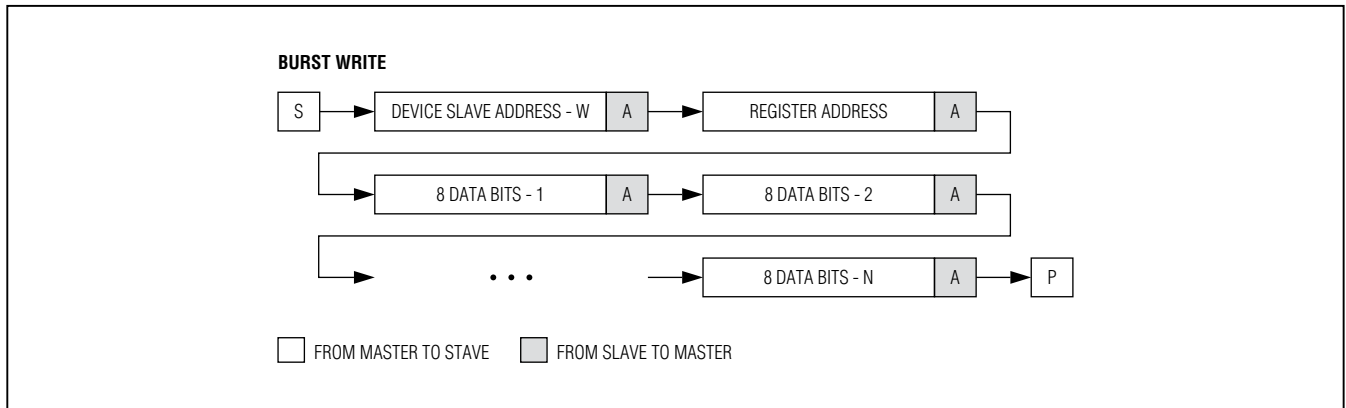 BURST WRITE
S DEVICE SLAVE ADDRESS - W A REGISTER ADDRESS A
8 DATA BITS - 1 A 8 DATA BITS - 2 A
• • • 8 DATA BITS - N A P
FROM MASTER TO STAVE FROM SLAVE TO MASTER